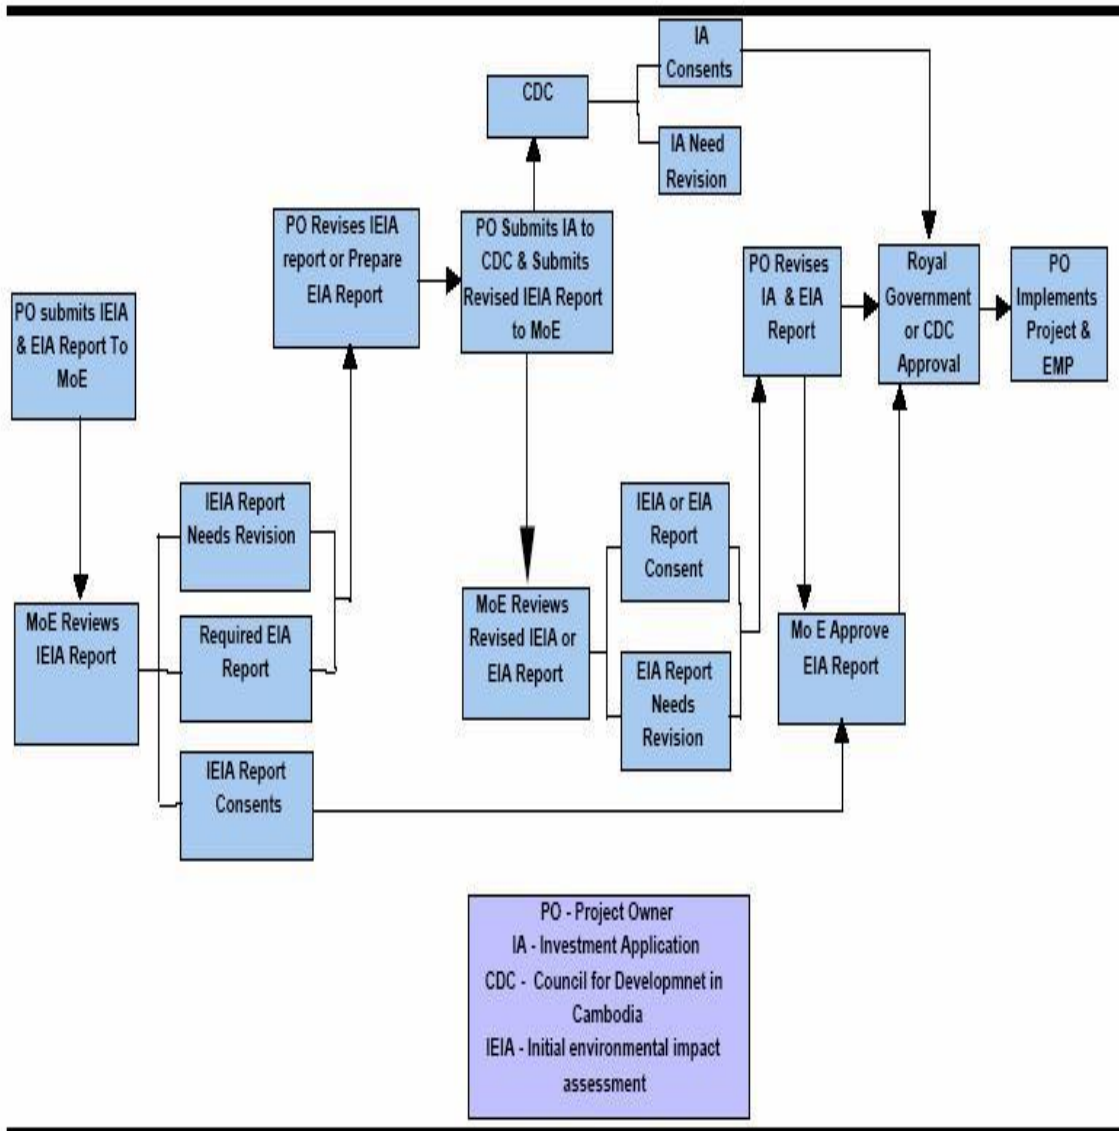 IA
Consents
CDC
IA Need
Revision
PO Revises IEIA
report or Prepare
EIA Report
PO Submits IA to
CDC & Submits
Revised IEIA Report
to MoE
PO Revises
IA & EIA
Report
Royal
Government
or CDC
Approval
PO
Implements
Project &
EMP
PO submits IEIA
& EIA Report To
MoE
IEIA Report
Needs Revision
IEIA or EIA
Report
Consent
MoE Reviews
IEIA Report
Required EIA
Report
MoE Reviews
Revised IEIA or
EIA Report
EIA Report
Needs
Revision
Mo E Approve
EIA Report
IEIA Report
Consents
PO - Project Owner
IA - Investment Application
CDC - Council for Developmnet in
Cambodia
IEIA - Initial environmental impact
assessment